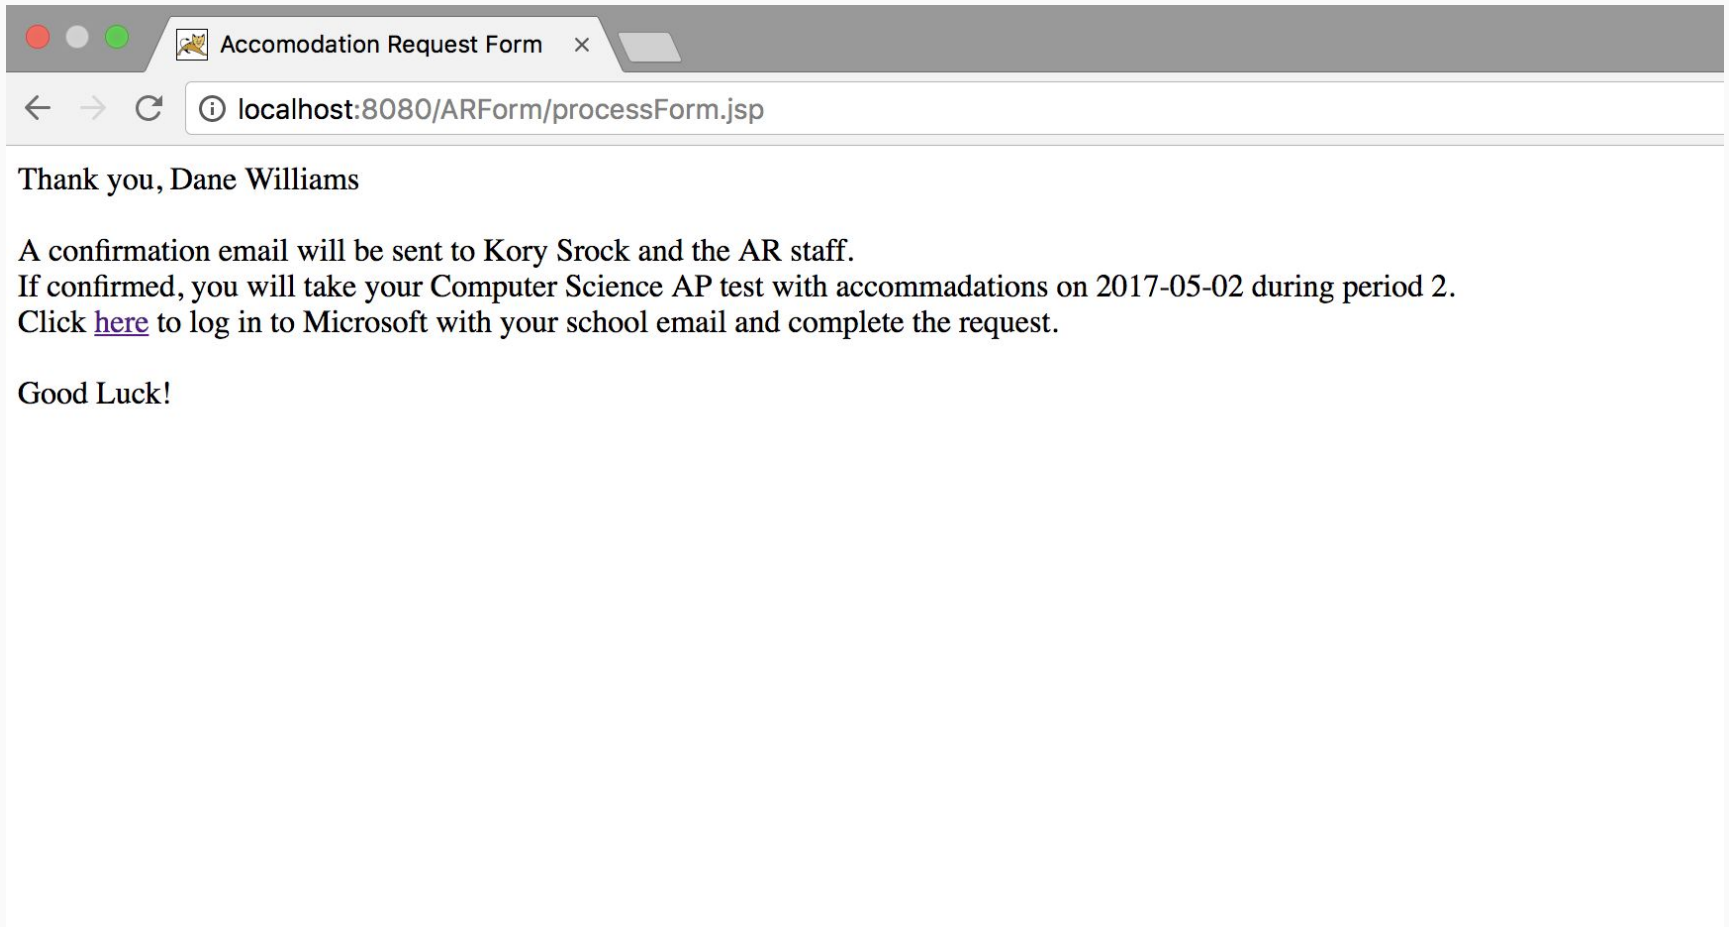 Accomodation Request Form
localhost:8080/ARForm/processForm.jsp
Thank you, Dane Williams
A confirmation email will be sent to Kory Srock and the AR staff.
If confirmed, you will take your Computer Science AP test with accommadations on 2017-05-02 during period 2.
Click here to log in to Microsoft with your school email and complete the request.
Good Luck!